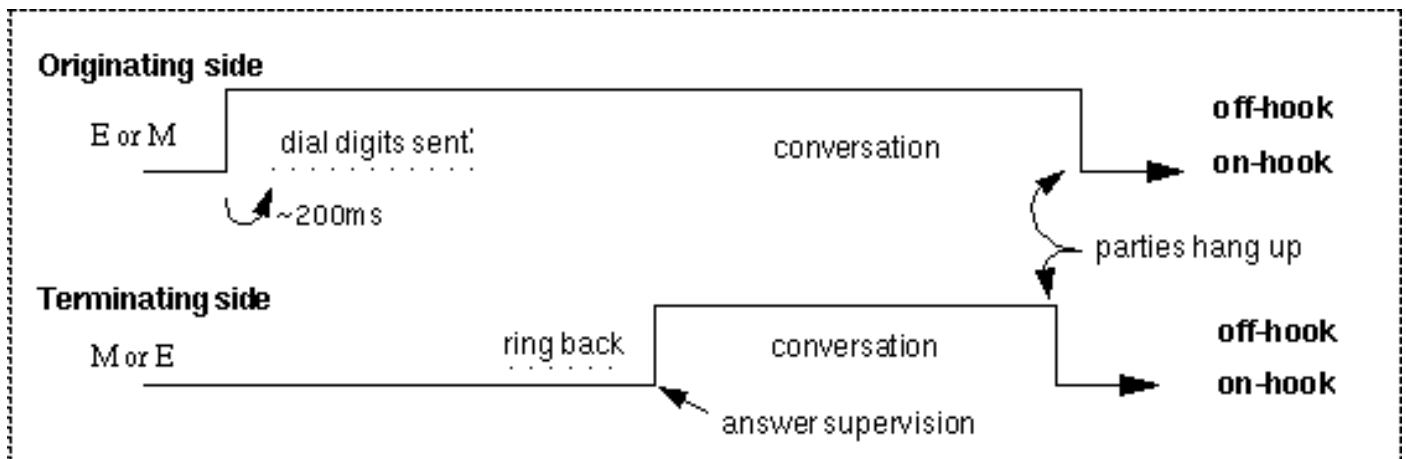 Originating side
off-hook
E or M
dial digits sent.
conversation
on-hook
~200ms
parties hang up
Terminating side
off-hook
M or E
ring back
conversation
on-hook
answer supervision